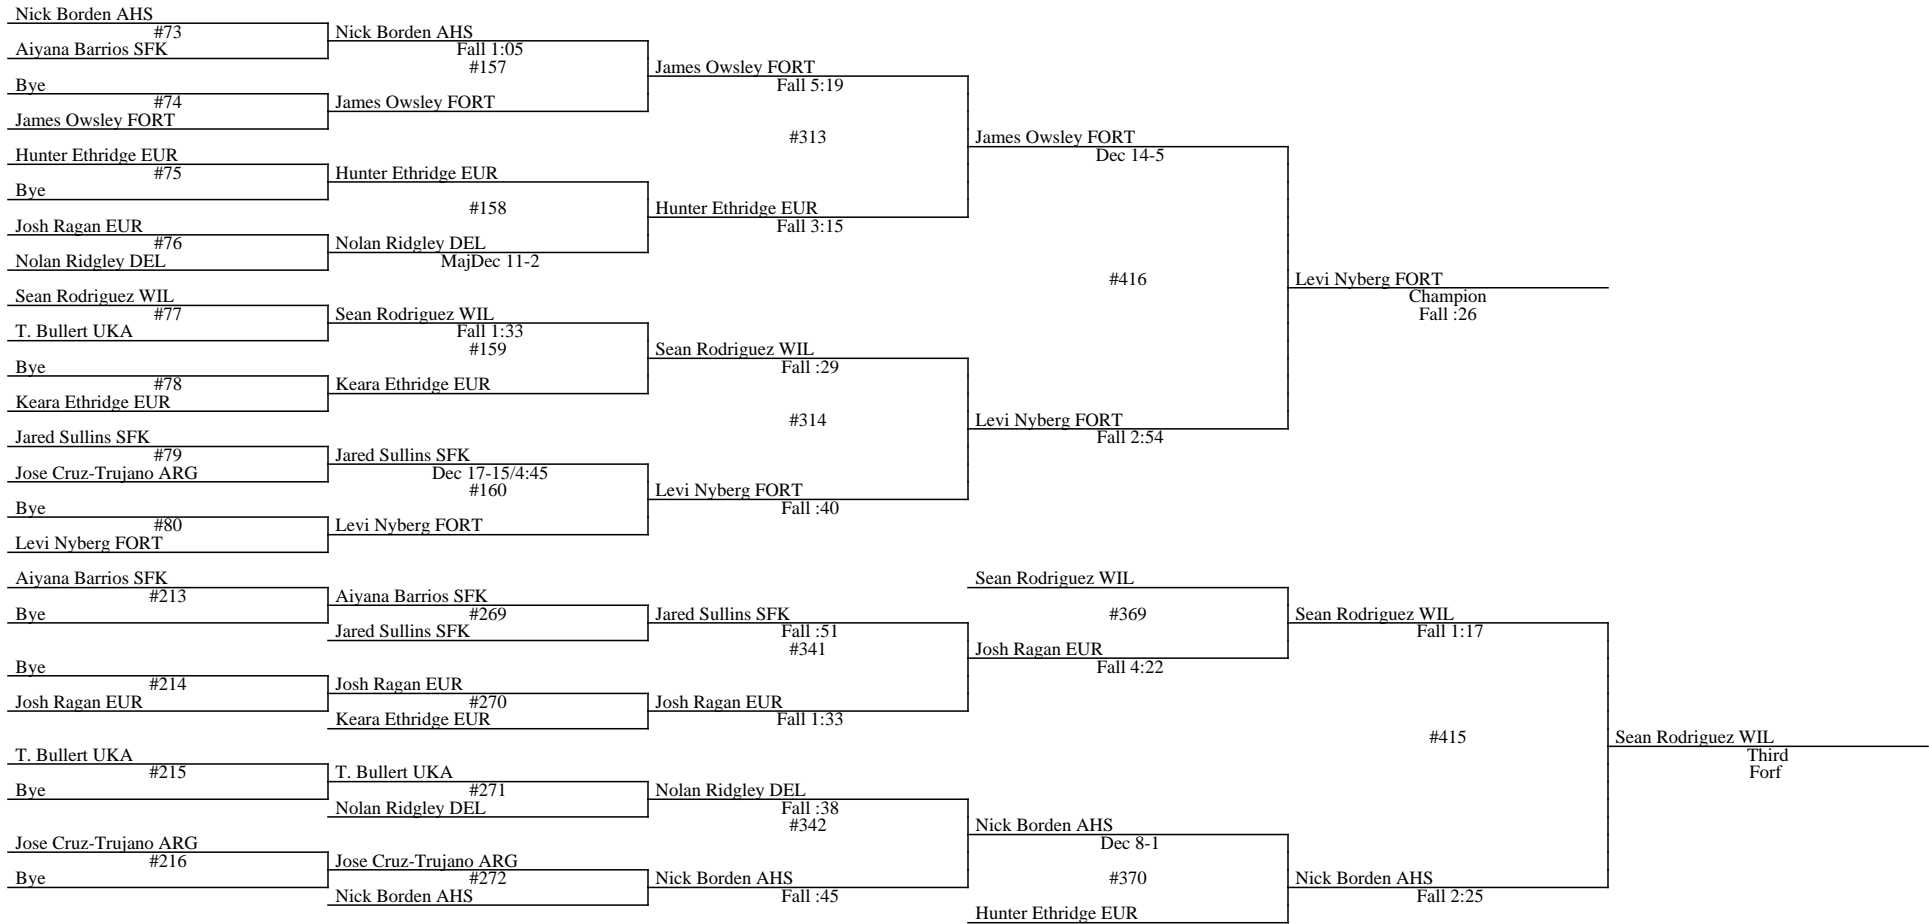 Nick Borden AHS
#73
Aiyana Barrios SFK
Bye
#74
James Owsley FORT
Hunter Ethridge EUR
#75
Bye
Josh Ragan EUR
#76
Nolan Ridgley DEL
Sean Rodriguez WIL
#77
T. Bullert UKA
Bye
#78
Keara Ethridge EUR
Jared Sullins SFK
#79
Jose Cruz-Trujano ARG
Bye
#80
Levi Nyberg FORT
Nick Borden AHS
Fall 1:05
#157
James Owsley FORT
Hunter Ethridge EUR
#158
Nolan Ridgley DEL
MajDec 11-2
Sean Rodriguez WIL
Fall 1:33
#159
Keara Ethridge EUR
Jared Sullins SFK
Dec 17-15/4:45
#160
Levi Nyberg FORT
James Owsley FORT
Fall 5:19
#313
Hunter Ethridge EUR
Fall 3:15
Sean Rodriguez WIL
Fall :29
#314
Levi Nyberg FORT
Fall :40
James Owsley FORT
Dec 14-5
#416
Levi Nyberg FORT
Fall 2:54
Levi Nyberg FORT
Champion
Fall :26
Aiyana Barrios SFK
#213
Bye
Bye
#214
Josh Ragan EUR
T. Bullert UKA
#215
Bye
Jose Cruz-Trujano ARG
#216
Bye
Aiyana Barrios SFK
#269
Jared Sullins SFK
Josh Ragan EUR
#270
Keara Ethridge EUR
T. Bullert UKA
#271
Nolan Ridgley DEL
Jose Cruz-Trujano ARG
#272
Nick Borden AHS
Jared Sullins SFK
Fall :51
#341
Josh Ragan EUR
Fall 1:33
Nolan Ridgley DEL
Fall :38
#342
Nick Borden AHS
Fall :45
Sean Rodriguez WIL
#369
Josh Ragan EUR
Fall 4:22
Nick Borden AHS
Dec 8-1
#370
Hunter Ethridge EUR
Sean Rodriguez WIL
Fall 1:17
#415
Nick Borden AHS
Fall 2:25
Sean Rodriguez WIL
Third
Forf